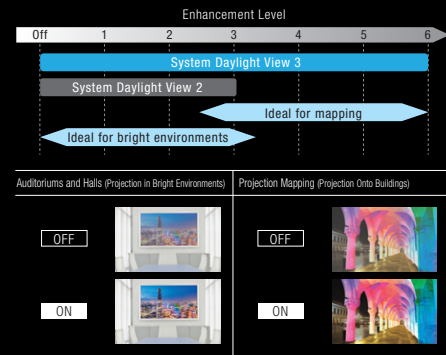 Enhancement Level
Off 1 2 3 4 5 6
System Daylight View 3
System Daylight View 2
Ideal for mapping
Ideal for bright environments
Auditoriums and Halls (Projection in Bright Environments)
Projection Mapping (Projection Onto Buildings)
OFF
OFF
ON
ON